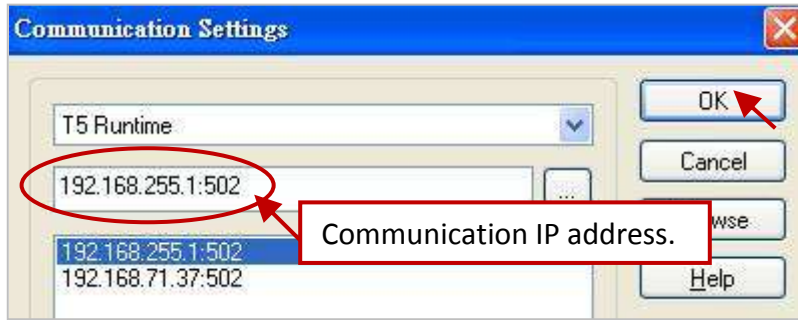 Communication Settings
OK
T5 Runtime
Cancel
192.168.255.1:502
...
Communication IP address.
wse
192.168.255.1:502
192.168.71.37:502
Help